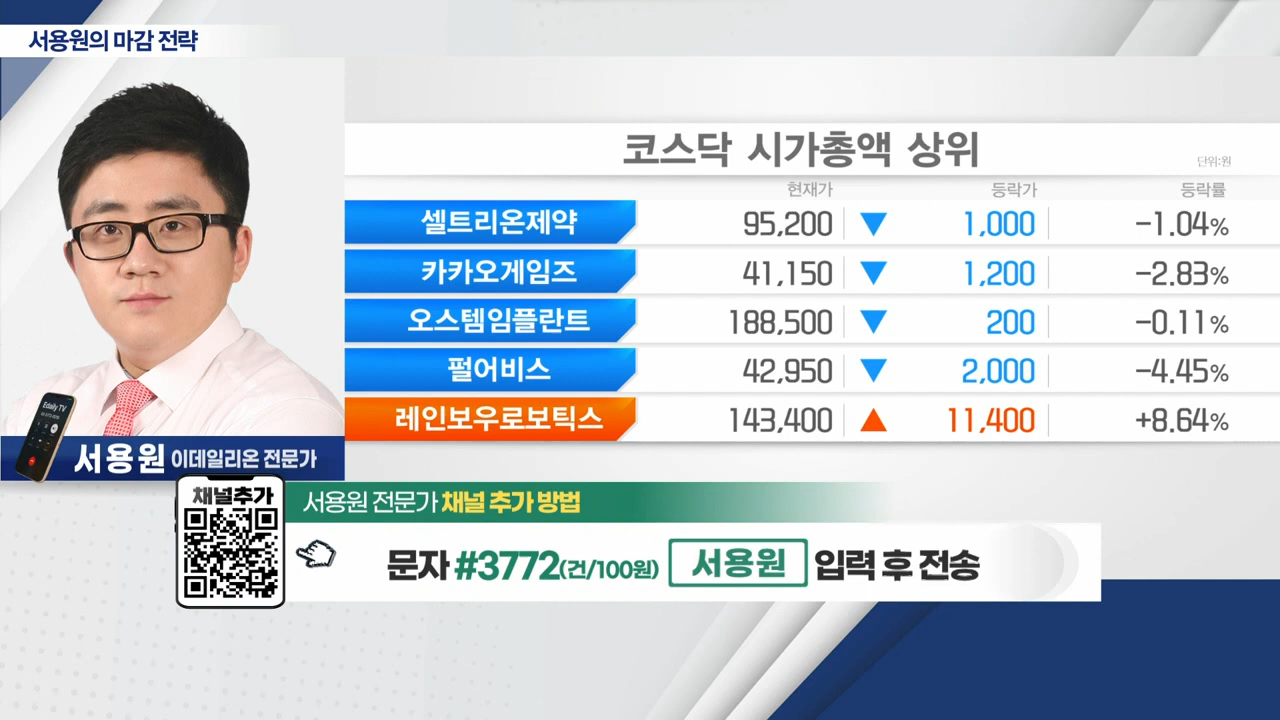 서용원의 마감 전략
코스닥 시가총액 상위
단위:원
현재가 등락가 등락률
셀트리온제약 95,200 ▼ 1,000 -1.04%
카카오게임즈 41,150 ▼ 1,200 -2.83%
오스템임플란트 188,500 ▼ 200 -0.11%
펄어비스 42,950 ▼ 2,000 -4.45%
레인보우로보틱스 143,400 ▲ 11,400 +8.64%
Edaily TV
서용원 이데일리온 전문가
채널추가
서용원 전문가 채널 추가 방법
문자 #3772(건/100원) 서용원 입력 후 전송